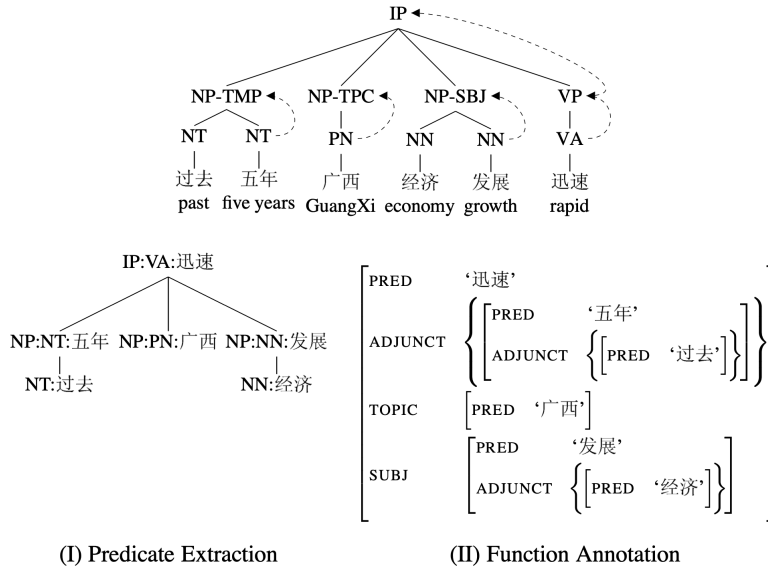 IP
NP-TMP NP-TPC NP-SBJ VP
NT NT PN NN NN VA
过去 五年 广西 经济 发展 迅速
past five years GuangXi economy growth rapid
IP:VA:迅速
NP:NT:五年 NP:PN:广西 NP:NN:发展
NT:过去 NN:经济
PRED ‘迅速’
PRED ‘五年’
ADJUNCT
ADJUNCT PRED ‘过去’
TOPIC PRED ‘广西’
PRED ‘发展’
SUBJ
ADJUNCT PRED ‘经济’
(I) Predicate Extraction
(II) Function Annotation